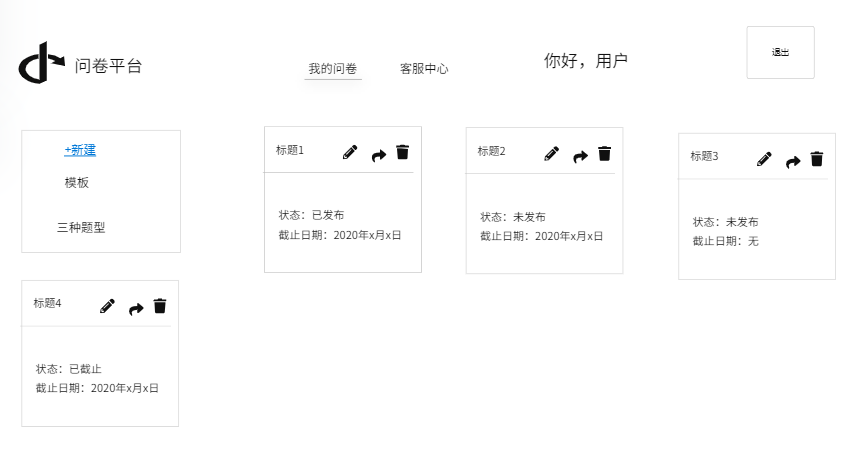 问卷平台
我的问卷
客服中心
你好，用户
退出
+新建
模板
三种题型
标题1
状态：已发布
截止日期：2020年x月x日
标题2
状态：未发布
截止日期：2020年x月x日
标题3
状态：未发布
截止日期：无
标题4
状态：已截止
截止日期：2020年x月x日